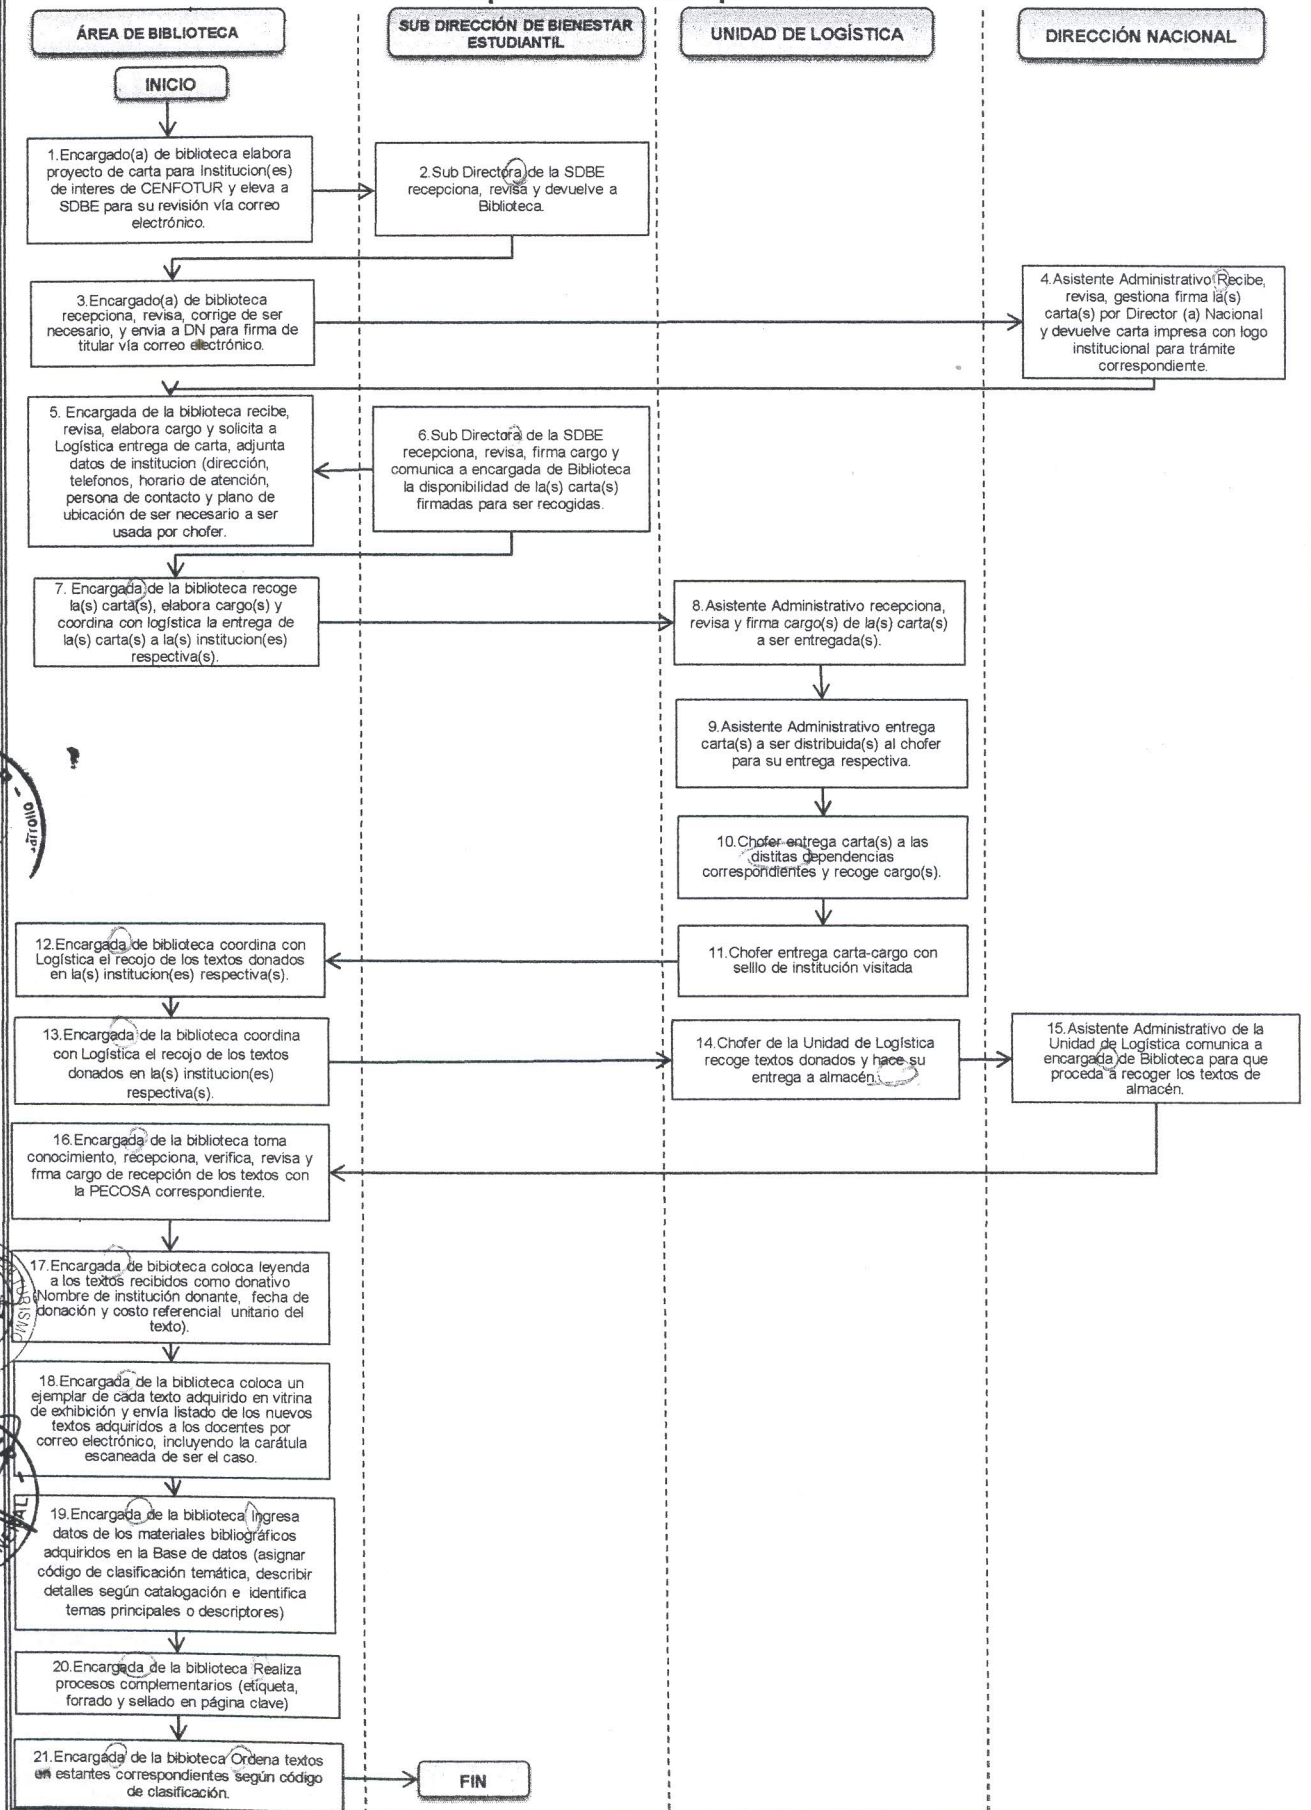 ÁREA DE BIBLIOTECA
SUB DIRECCIÓN DE BIENESTAR
ESTUDIANTIL
UNIDAD DE LOGÍSTICA
DIRECCIÓN NACIONAL
INICIO
1.Encargado(a) de biblioteca elabora
proyecto de carta para Institucion(es)
de interes de CENFOTUR y eleva a
SDBE para su revisión vía correo
electrónico.
2.Sub Directora de la SDBE
recepciona, revisa y devuelve a
Biblioteca.
3.Encargado(a) de biblioteca
recepciona, revisa, corrige de ser
necesario, y envia a DN para firma de
titular vía correo electrónico.
4.Asistente Administrativo Recibe,
revisa, gestiona firma la(s)
carta(s) por Director (a) Nacional
y devuelve carta impresa con logo
institucional para trámite
correspondiente.
5. Encargada de la biblioteca recibe,
revisa, elabora cargo y solicita a
Logística entrega de carta, adjunta
datos de institucion (dirección,
telefonos, horario de atención,
persona de contacto y plano de
ubicación de ser necesario a ser
usada por chofer.
6.Sub Directora de la SDBE
recepciona, revisa, firma cargo y
comunica a encargada de Biblioteca
la disponibilidad de la(s) carta(s)
firmadas para ser recogidas.
7. Encargada de la biblioteca recoge
la(s) carta(s), elabora cargo(s) y
coordina con logística la entrega de
la(s) carta(s) a la(s) institucion(es)
respectiva(s).
8.Asistente Administrativo recepciona,
revisa y firma cargo(s) de la(s) carta(s)
a ser entregada(s).
9.Asistente Administrativo entrega
carta(s) a ser distribuida(s) al chofer
para su entrega respectiva.
10.Chofer entrega carta(s) a las
distitas dependencias
correspondientes y recoge cargo(s).
11.Chofer entrega carta-cargo con
selllo de institución visitada
12.Encargada de biblioteca coordina con
Logística el recojo de los textos donados
en la(s) institucion(es) respectiva(s).
13.Encargada de la biblioteca coordina
con Logística el recojo de los textos
donados en la(s) institucion(es)
respectiva(s).
14.Chofer de la Unidad de Logística
recoge textos donados y hace su
entrega a almacén.
15.Asistente Administrativo de la
Unidad de Logística comunica a
encargada de Biblioteca para que
proceda a recoger los textos de
almacén.
16.Encargada de la biblioteca toma
conocimiento, recepciona, verifica, revisa y
frma cargo de recepción de los textos con
la PECOSA correspondiente.
17.Encargada de bibioteca coloca leyenda
a los textos recibidos como donativo
(Nombre de institución donante, fecha de
donación y costo referencial unitario del
texto).
18.Encargada de la biblioteca coloca un
ejemplar de cada texto adquirido en vitrina
de exhibición y envía listado de los nuevos
textos adquiridos a los docentes por
correo electrónico, incluyendo la carátula
escaneada de ser el caso.
19.Encargada de la biblioteca Ingresa
datos de los materiales bibliográficos
adquiridos en la Base de datos (asignar
código de clasificación temática, describir
detalles según catalogación e identifica
temas principales o descriptores)
20.Encargada de la biblioteca Realiza
procesos complementarios (etiqueta,
forrado y sellado en página clave)
21.Encargada de la bibioteca Ordena textos
en estantes correspondientes según código
de clasificación.
FIN